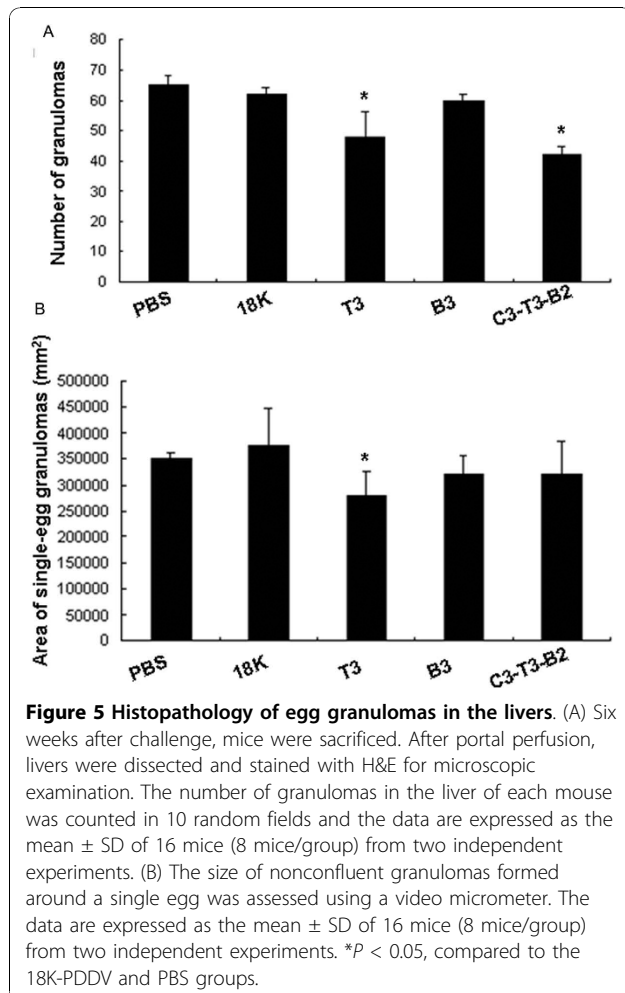 A
80
70
60
50
40
30
20
10
0
Number of granulomas
*
*
PBS
18K
T3
B3
C3-T3-B2
B
Area of single-egg granulomas (mm²)
500000
450000
400000
350000
300000
250000
200000
150000
100000
50000
0
*
PBS
18K
T3
B3
C3-T3-B2
Figure 5 Histopathology of egg granulomas in the livers. (A) Six
weeks after challenge, mice were sacrificed. After portal perfusion,
livers were dissected and stained with H&E for microscopic
examination. The number of granulomas in the liver of each mouse
was counted in 10 random fields and the data are expressed as the
mean ± SD of 16 mice (8 mice/group) from two independent
experiments. (B) The size of nonconfluent granulomas formed
around a single egg was assessed using a video micrometer. The
data are expressed as the mean ± SD of 16 mice (8 mice/group)
from two independent experiments. *P < 0.05, compared to the
18K-PDDV and PBS groups.